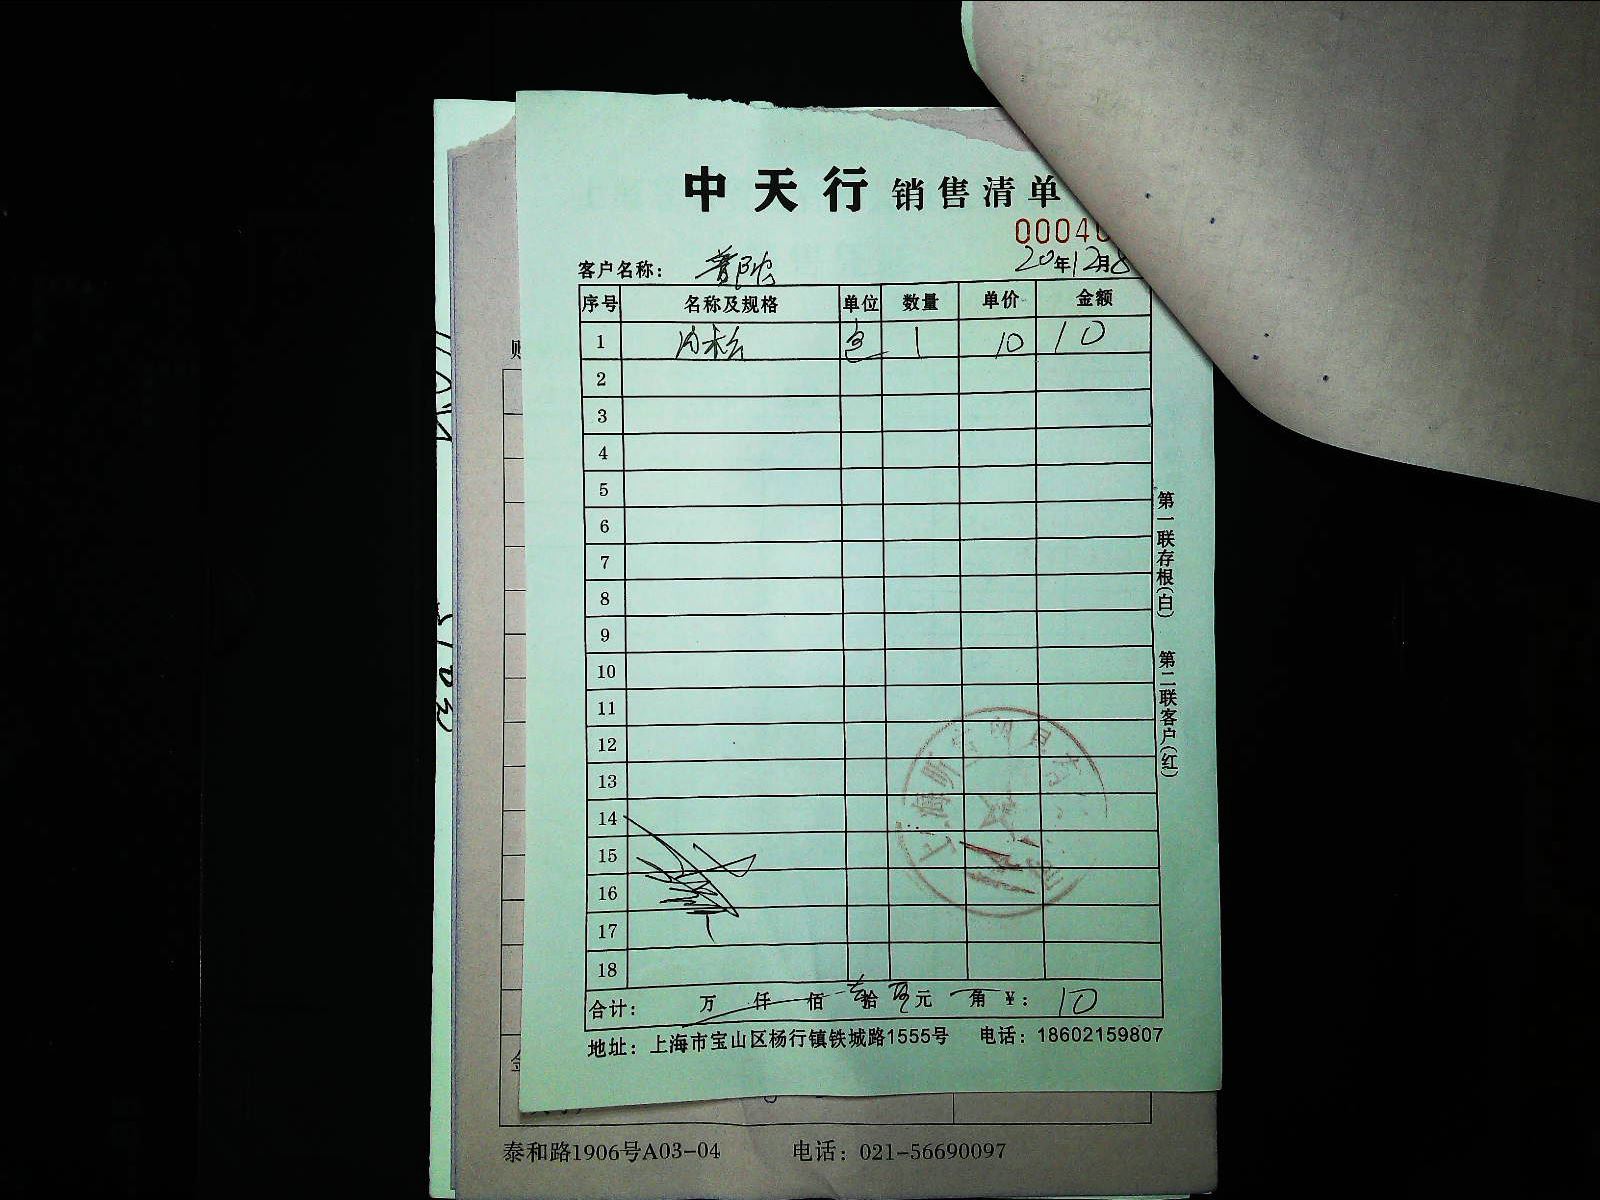 中天行 销售清单
00040
客户名称：
20年12月8
序号 名称及规格 单位 数量 单价 金额
1 包 1 10 10
2
3
4
5
6
7
8
9
10
11
12
13
14
15
16
17
18
合计： 万 仟 佰 壹拾 零元 角 ¥： 10
地址：上海市宝山区杨行镇铁城路1555号 电话：18602159807
第一联存根(白) 第二联客户(红)
泰和路1906号A03-04 电话：021-56690097